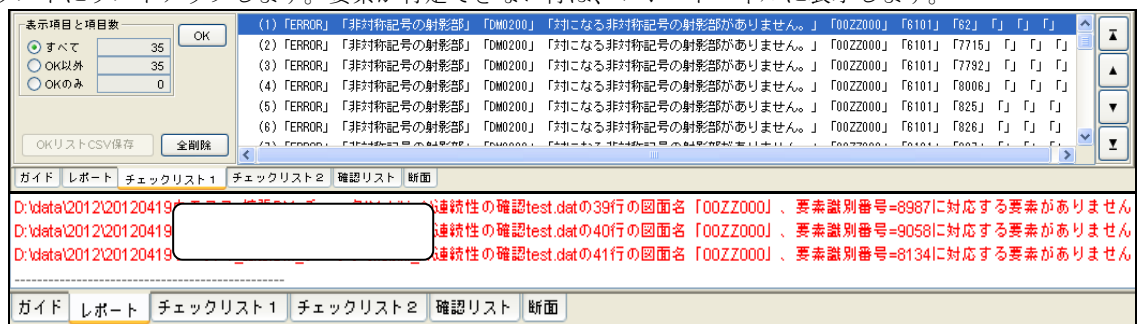 表示項目と項目数
すべて 35
OK以外 35
OKのみ 0
OK
OKリストCSV保存 全削除
(1)「ERROR」「非対称記号の射影部」「DM0200」「対になる非対称記号の射影部がありません。」「00ZZ000」「6101」「62」「」「」「」
(2)「ERROR」「非対称記号の射影部」「DM0200」「対になる非対称記号の射影部がありません。」「00ZZ000」「6101」「7715」「」「」「」
(3)「ERROR」「非対称記号の射影部」「DM0200」「対になる非対称記号の射影部がありません。」「00ZZ000」「6101」「7792」「」「」「」
(4)「ERROR」「非対称記号の射影部」「DM0200」「対になる非対称記号の射影部がありません。」「00ZZ000」「6101」「8006」「」「」「」
(5)「ERROR」「非対称記号の射影部」「DM0200」「対になる非対称記号の射影部がありません。」「00ZZ000」「6101」「825」「」「」「」
(6)「ERROR」「非対称記号の射影部」「DM0200」「対になる非対称記号の射影部がありません。」「00ZZ000」「6101」「826」「」「」「」
ガイド レポート チェックリスト1 チェックリスト2 確認リスト 断面
D:\data\2012\20120419 連続性の確認test.datの39行の図面名「00ZZ000」、要素識別番号=8987に対応する要素がありません
D:\data\2012\20120419 連続性の確認test.datの40行の図面名「00ZZ000」、要素識別番号=9058に対応する要素がありません
D:\data\2012\20120419 連続性の確認test.datの41行の図面名「00ZZ000」、要素識別番号=8134に対応する要素がありません
--------------------------------------------------
ガイド レポート チェックリスト1 チェックリスト2 確認リスト 断面